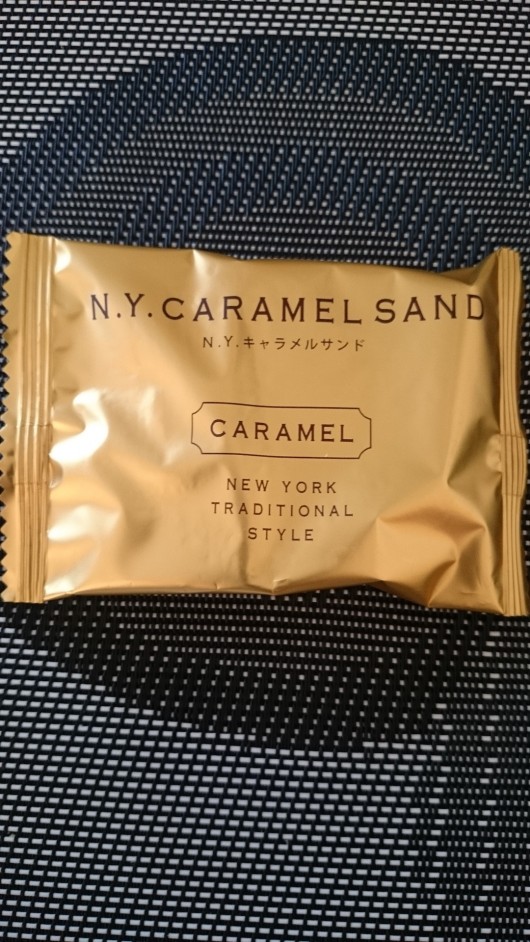 N.Y. CARAMEL SAND
N.Y.キャラメルサンド
CARAMEL
NEW YORK
TRADITIONAL
STYLE